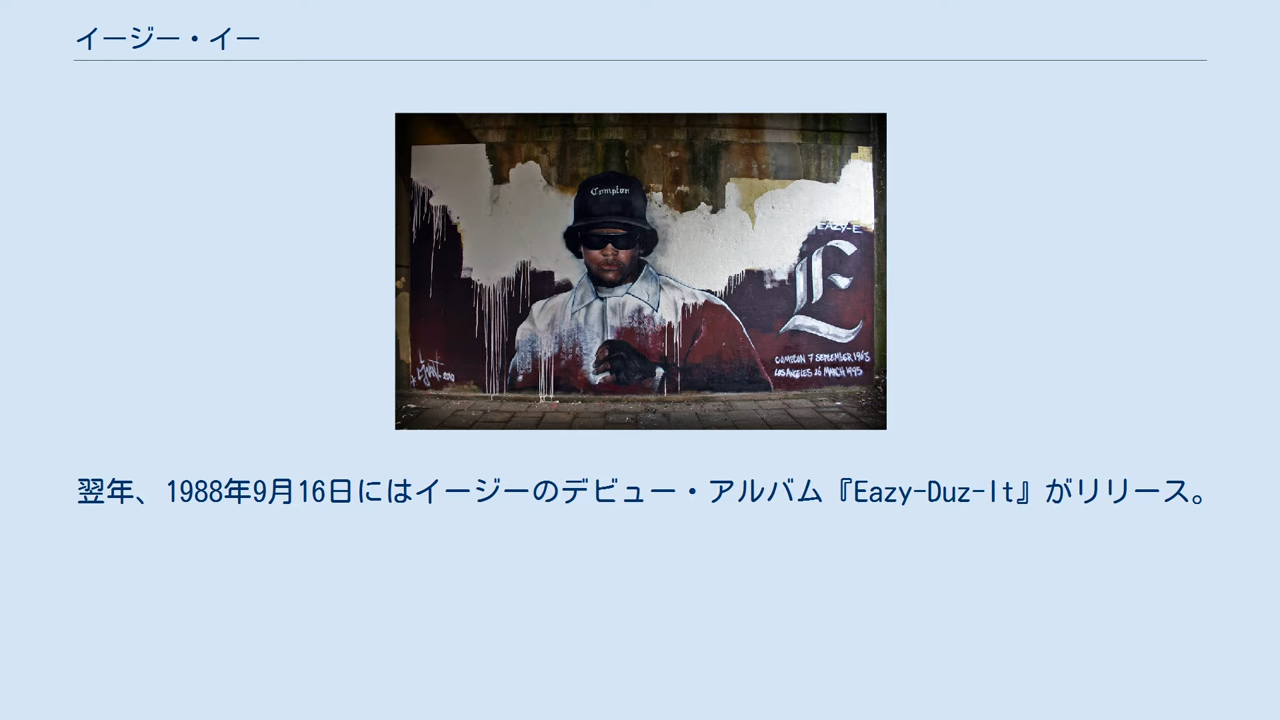 イージー・イー
Compton
EAZY-E
E
COMPTON 7 SEPTEMBER 1963
LOS ANGELES 26 MARCH 1995
翌年、1988年9月16日にはイージーのデビュー・アルバム『Eazy-Duz-It』がリリース。